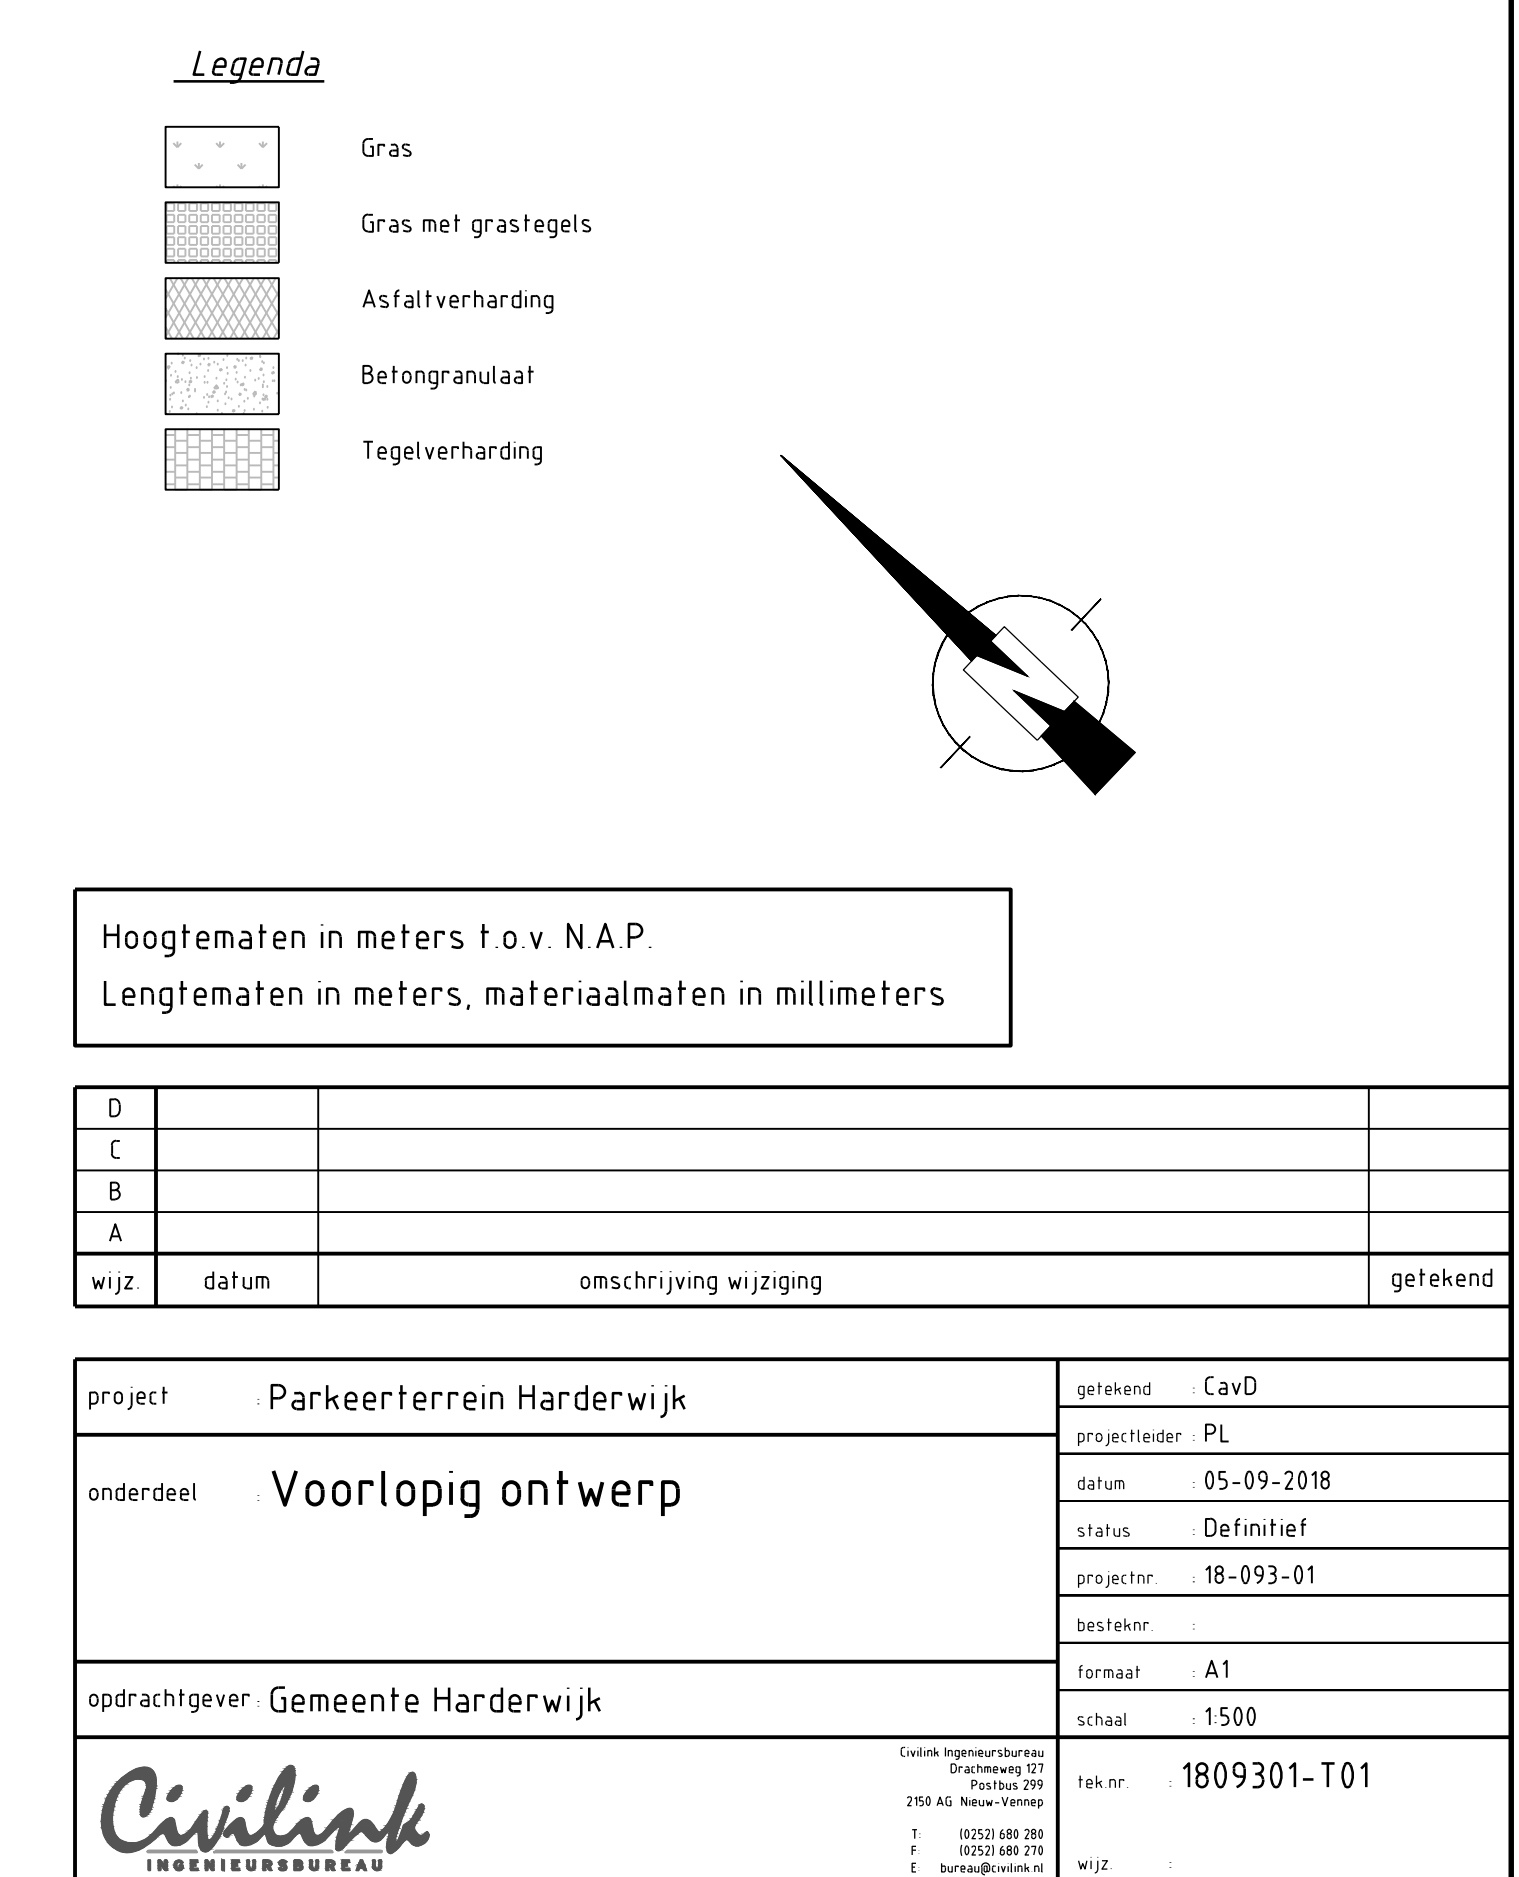 Legenda
Gras
Gras met grastegels
Asfaltverharding
Betongranulaat
Tegelverharding
Hoogtematen in meters t.o.v. N.A.P.
Lengtematen in meters, materiaalmaten in millimeters
D
C
B
A
wijz. datum omschrijving wijziging getekend
project : Parkeerterrein Harderwijk
onderdeel : Voorlopig ontwerp
opdrachtgever : Gemeente Harderwijk
getekend : CavD
projectleider : PL
datum : 05-09-2018
status : Definitief
projectnr. : 18-093-01
besteknr. :
formaat : A1
schaal : 1:500
Civilink
INGENIEURSBUREAU
Civilink Ingenieursbureau
Drachmeweg 127
Postbus 299
2150 AG Nieuw-Vennep
T: (0252) 680 280
F: (0252) 680 270
E: bureau@civilink.nl
tek.nr. : 1809301-T01
wijz. :